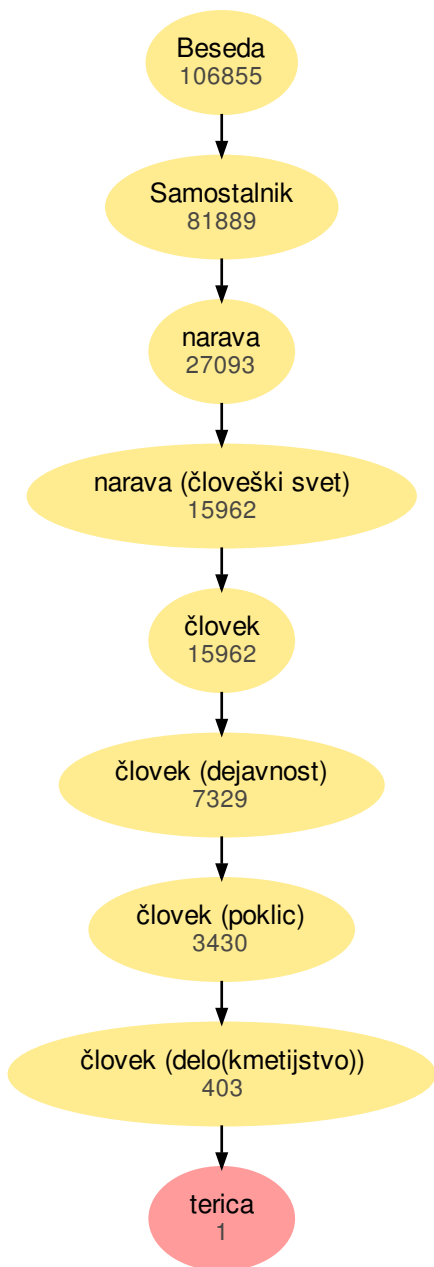 Beseda
106855
Samostalnik
81889
narava
27093
narava (človeški svet)
15962
človek
15962
človek (dejavnost)
7329
človek (poklic)
3430
človek (delo(kmetijstvo))
403
terica
1